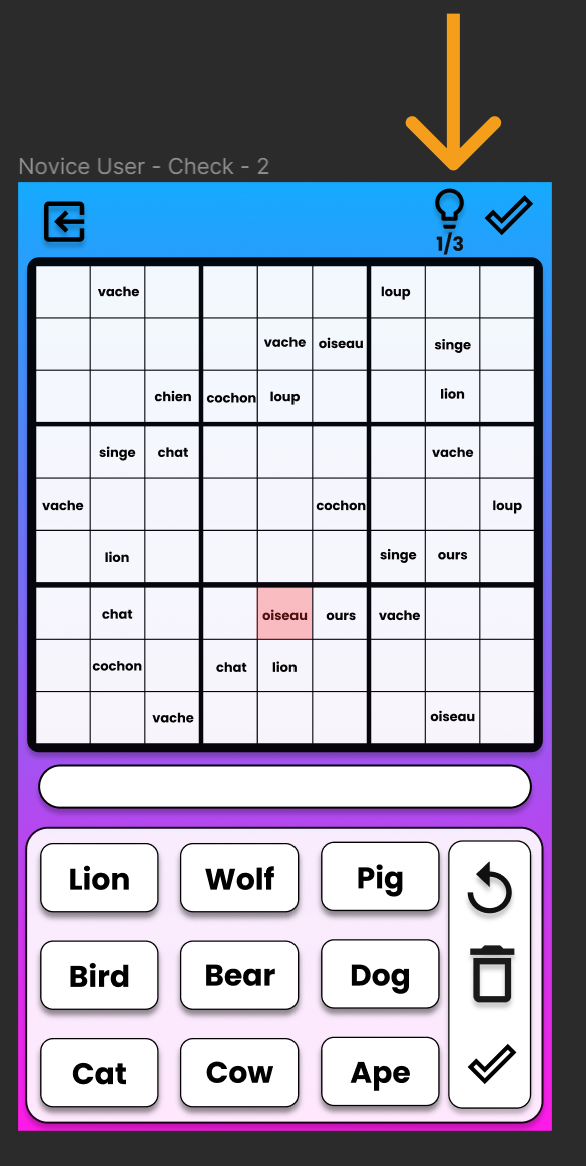 Novice User - Check - 2
1/3
vache loup
vache oiseau singe
chien cochon loup lion
singe chat vache
vache cochon loup
lion singe ours
chat oiseau ours vache
cochon chat lion
vache oiseau
Lion Wolf Pig
Bird Bear Dog
Cat Cow Ape